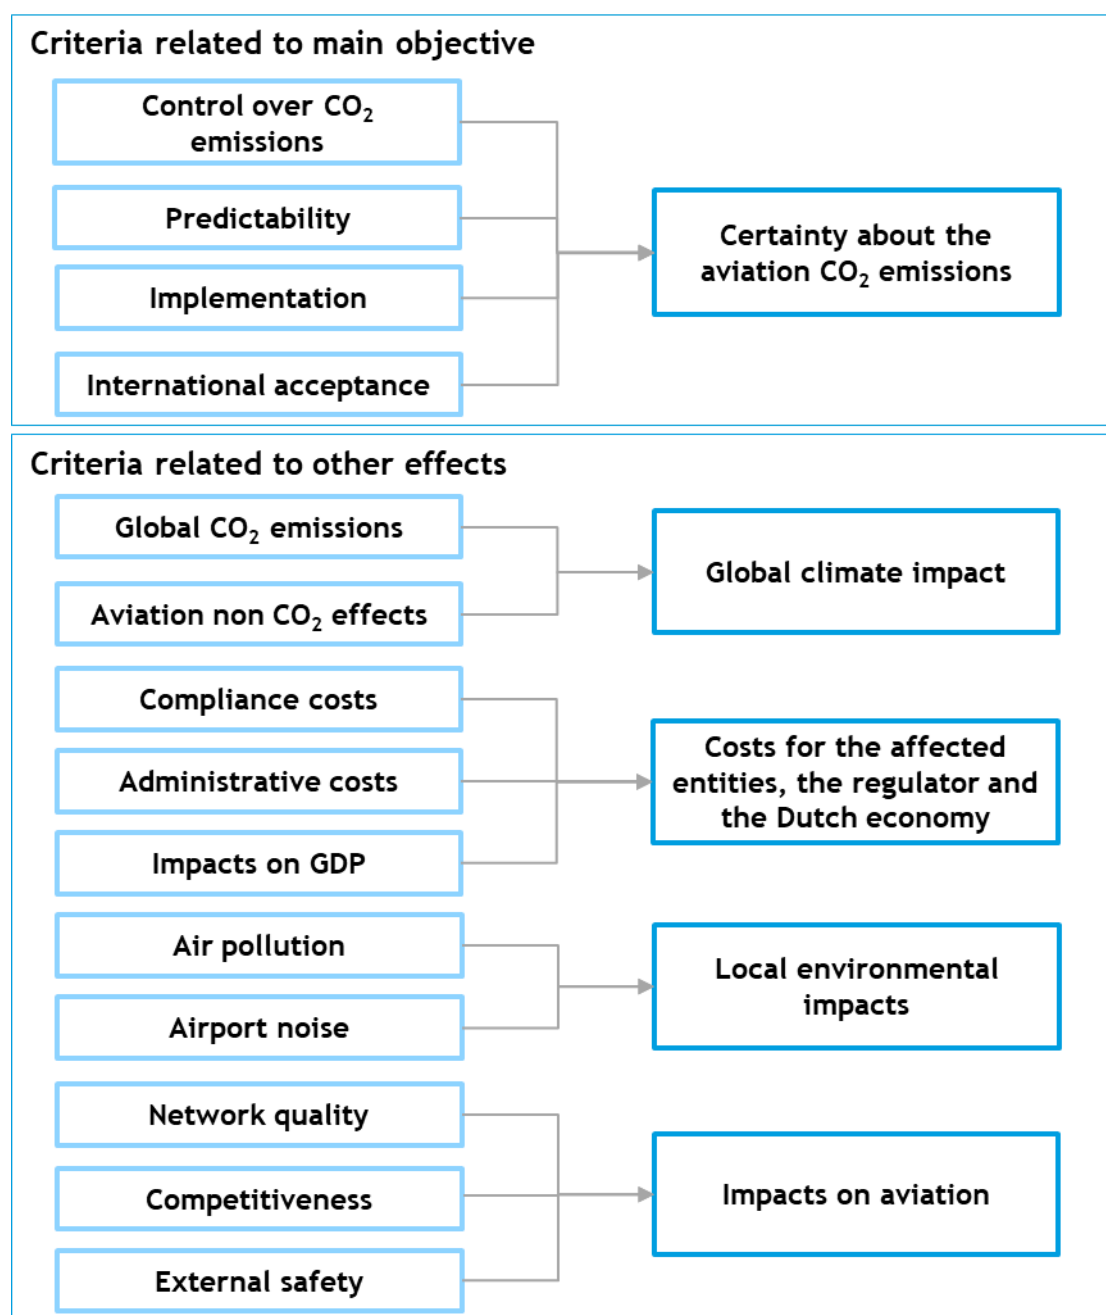 Criteria related to main objective
Control over CO₂
emissions
Predictability
Implementation
International acceptance
Certainty about the
aviation CO₂ emissions
Criteria related to other effects
Global CO₂ emissions
Aviation non CO₂ effects
Global climate impact
Compliance costs
Administrative costs
Impacts on GDP
Costs for the affected
entities, the regulator and
the Dutch economy
Air pollution
Airport noise
Local environmental
impacts
Network quality
Competitiveness
External safety
Impacts on aviation